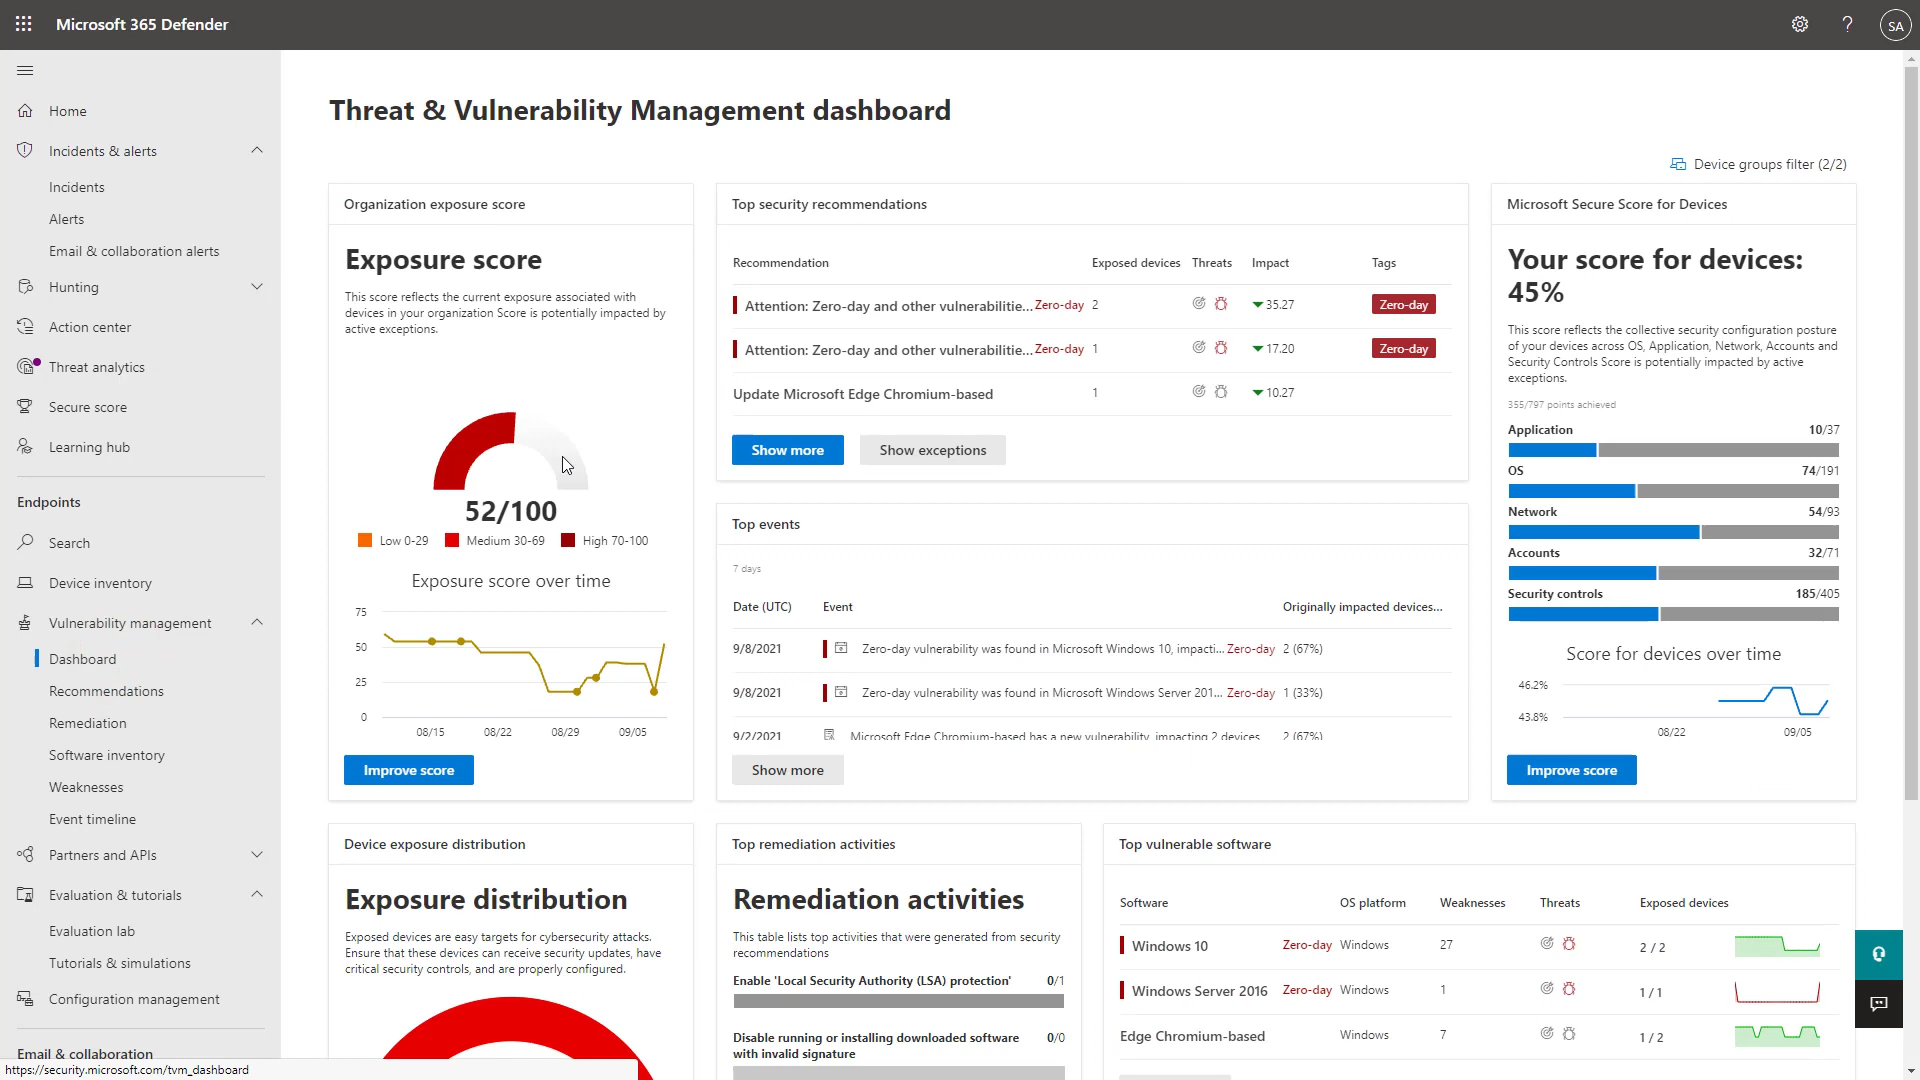 Microsoft 365 Defender
?
SA
Home
Incidents & alerts
Incidents
Alerts
Email & collaboration alerts
Hunting
Action center
Threat analytics
Secure score
Learning hub
Endpoints
Search
Device inventory
Vulnerability management
Dashboard
Recommendations
Remediation
Software inventory
Weaknesses
Event timeline
Partners and APIs
Evaluation & tutorials
Evaluation lab
Tutorials & simulations
Configuration management
Email & collaboration
https://security.microsoft.com/tvm_dashboard
Threat & Vulnerability Management dashboard
Device groups filter (2/2)
Organization exposure score
Exposure score
This score reflects the current exposure associated with
devices in your organization Score is potentially impacted by
active exceptions.
52/100
Low 0-29 Medium 30-69 High 70-100
Exposure score over time
75
50
25
0
08/15 08/22 08/29 09/05
Improve score
Top security recommendations
Recommendation Exposed devices Threats Impact Tags
Attention: Zero-day and other vulnerabilitie... Zero-day 2 35.27 Zero-day
Attention: Zero-day and other vulnerabilitie... Zero-day 1 17.20 Zero-day
Update Microsoft Edge Chromium-based 1 10.27
Show more Show exceptions
Top events
7 days
Date (UTC) Event Originally impacted devices...
9/8/2021 Zero-day vulnerability was found in Microsoft Windows 10, impacti... Zero-day 2 (67%)
9/8/2021 Zero-day vulnerability was found in Microsoft Windows Server 201... Zero-day 1 (33%)
9/2/2021 Microsoft Edge Chromium-based has a new vulnerability, impacting 2 devices 2 (67%)
Show more
Microsoft Secure Score for Devices
Your score for devices:
45%
This score reflects the collective security configuration posture
of your devices across OS, Application, Network, Accounts and
Security Controls Score is potentially impacted by active
exceptions.
355/797 points achieved
Application 10/37
OS 74/191
Network 54/93
Accounts 32/71
Security controls 185/405
Score for devices over time
46.2%
43.8%
08/22 09/05
Improve score
Device exposure distribution
Exposure distribution
Exposed devices are easy targets for cybersecurity attacks.
Ensure that these devices can receive security updates, have
critical security controls, and are properly configured.
Top remediation activities
Remediation activities
This table lists top activities that were generated from security
recommendations
Enable 'Local Security Authority (LSA) protection' 0/1
Disable running or installing downloaded software 0/0
with invalid signature
Top vulnerable software
Software OS platform Weaknesses Threats Exposed devices
Windows 10 Zero-day Windows 27 2 / 2
Windows Server 2016 Zero-day Windows 1 1 / 1
Edge Chromium-based Windows 7 1 / 2